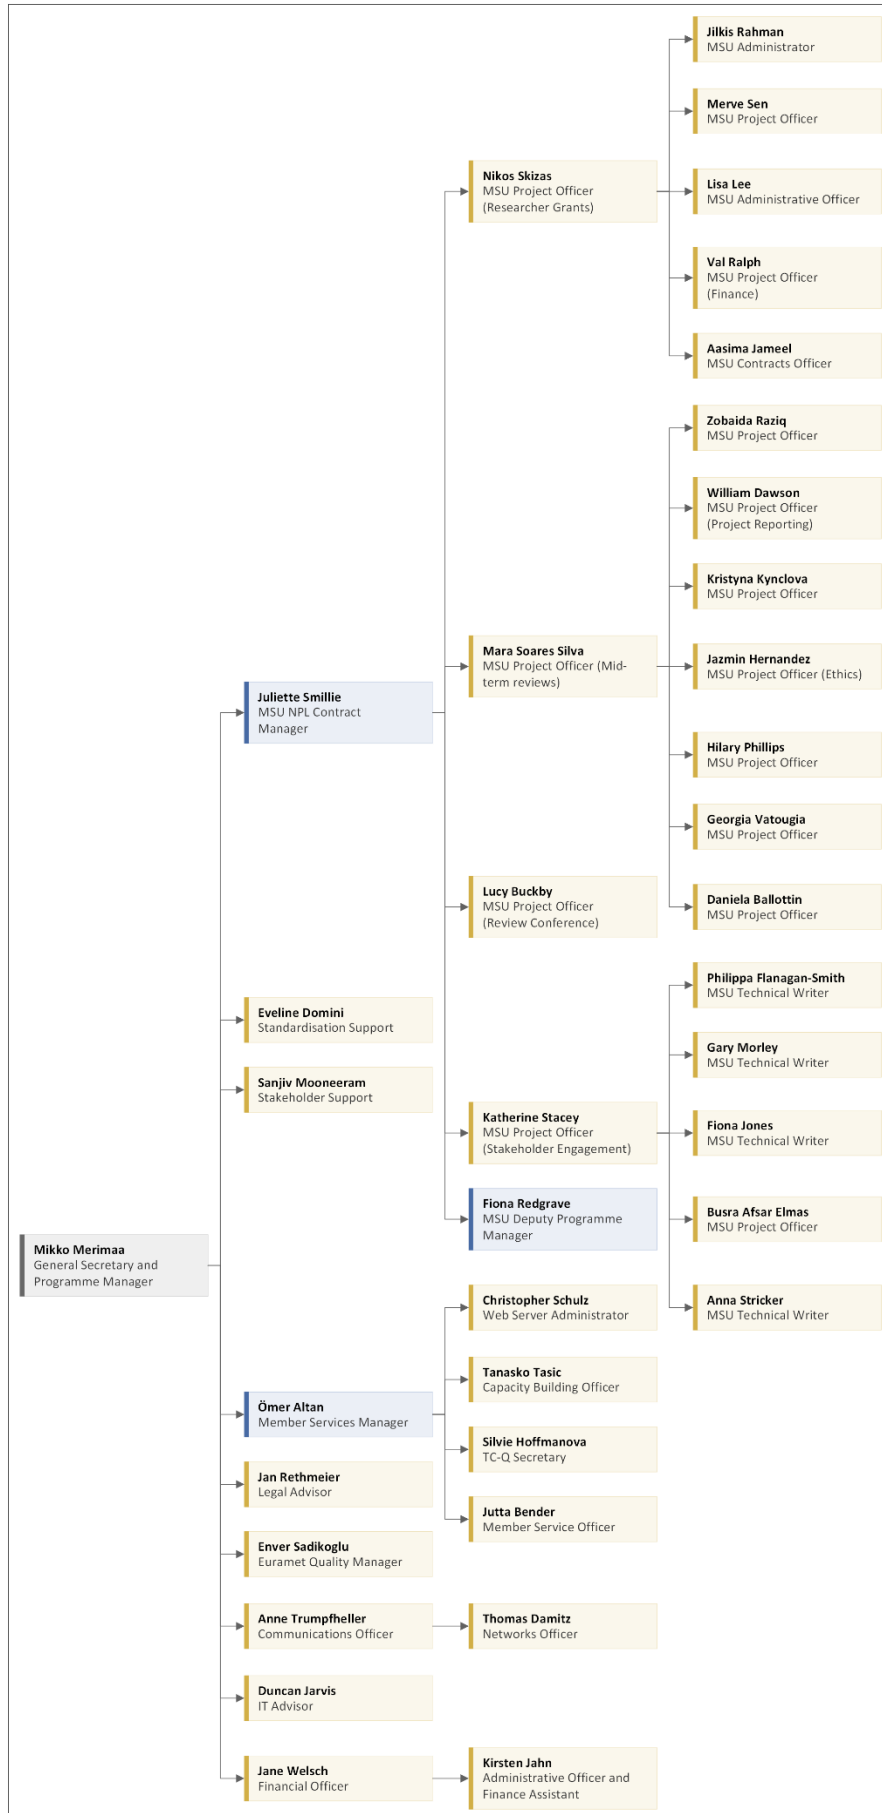 Jilkis Rahman
MSU Administrator
Merve Sen
MSU Project Officer
Nikos Skizas
MSU Project Officer
(Researcher Grants)
Lisa Lee
MSU Administrative Officer
Val Ralph
MSU Project Officer
(Finance)
Aasima Jameel
MSU Contracts Officer
Zobaida Raziq
MSU Project Officer
William Dawson
MSU Project Officer
(Project Reporting)
Kristyna Kynclova
MSU Project Officer
Mara Soares Silva
MSU Project Officer (Mid-
term reviews)
Jazmin Hernandez
MSU Project Officer (Ethics)
Juliette Smillie
MSU NPL Contract
Manager
Hilary Phillips
MSU Project Officer
Georgia Vatougia
MSU Project Officer
Lucy Buckby
MSU Project Officer
(Review Conference)
Daniela Ballottin
MSU Project Officer
Philippa Flanagan-Smith
MSU Technical Writer
Eveline Domini
Standardisation Support
Gary Morley
MSU Technical Writer
Sanjiv Mooneeram
Stakeholder Support
Katherine Stacey
MSU Project Officer
(Stakeholder Engagement)
Fiona Jones
MSU Technical Writer
Fiona Redgrave
MSU Deputy Programme
Manager
Busra Afsar Elmas
MSU Project Officer
Mikko Merimaa
General Secretary and
Programme Manager
Christopher Schulz
Web Server Administrator
Anna Stricker
MSU Technical Writer
Tanasko Tasic
Capacity Building Officer
Ömer Altan
Member Services Manager
Silvie Hoffmanova
TC-Q Secretary
Jan Rethmeier
Legal Advisor
Jutta Bender
Member Service Officer
Enver Sadikoglu
Euramet Quality Manager
Anne Trumpfheller
Communications Officer
Thomas Damitz
Networks Officer
Duncan Jarvis
IT Advisor
Jane Welsch
Financial Officer
Kirsten Jahn
Administrative Officer and
Finance Assistant